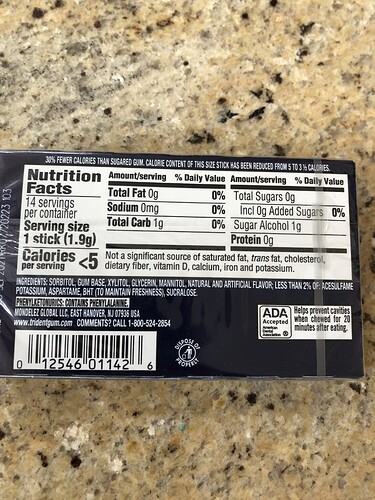 30% FEWER CALORIES THAN SUGARED GUM. CALORIE CONTENT OF THIS SIZE STICK HAS BEEN REDUCED FROM 5 TO 3 ½ CALORIES.
Nutrition
Facts
14 servings
per container
Serving size
1 stick (1.9g)
Calories <5
per serving
Amount/serving % Daily Value
Total Fat 0g 0%
Sodium 0mg 0%
Total Carb 1g 0%
Amount/serving % Daily Value
Total Sugars 0g
Incl 0g Added Sugars 0%
Sugar Alcohol 1g
Protein 0g
Not a significant source of saturated fat, trans fat, cholesterol,
dietary fiber, vitamin D, calcium, iron and potassium.
INGREDIENTS: SORBITOL, GUM BASE, XYLITOL, GLYCERIN, MANNITOL, NATURAL AND ARTIFICIAL FLAVOR; LESS THAN 2% OF: ACESULFAME
POTASSIUM, ASPARTAME, BHT (TO MAINTAIN FRESHNESS), SUCRALOSE.
PHENYLKETONURICS: CONTAINS PHENYLALANINE
MONDELĒZ GLOBAL LLC, EAST HANOVER, NJ 07936 USA
www.tridentgum.com COMMENTS? CALL 1-800-524-2854
0 12546 01142 6
DISPOSE OF
PROPERLY
ADA
Accepted
American
Dental
Association
Helps prevent cavities
when chewed for 20
minutes after eating.